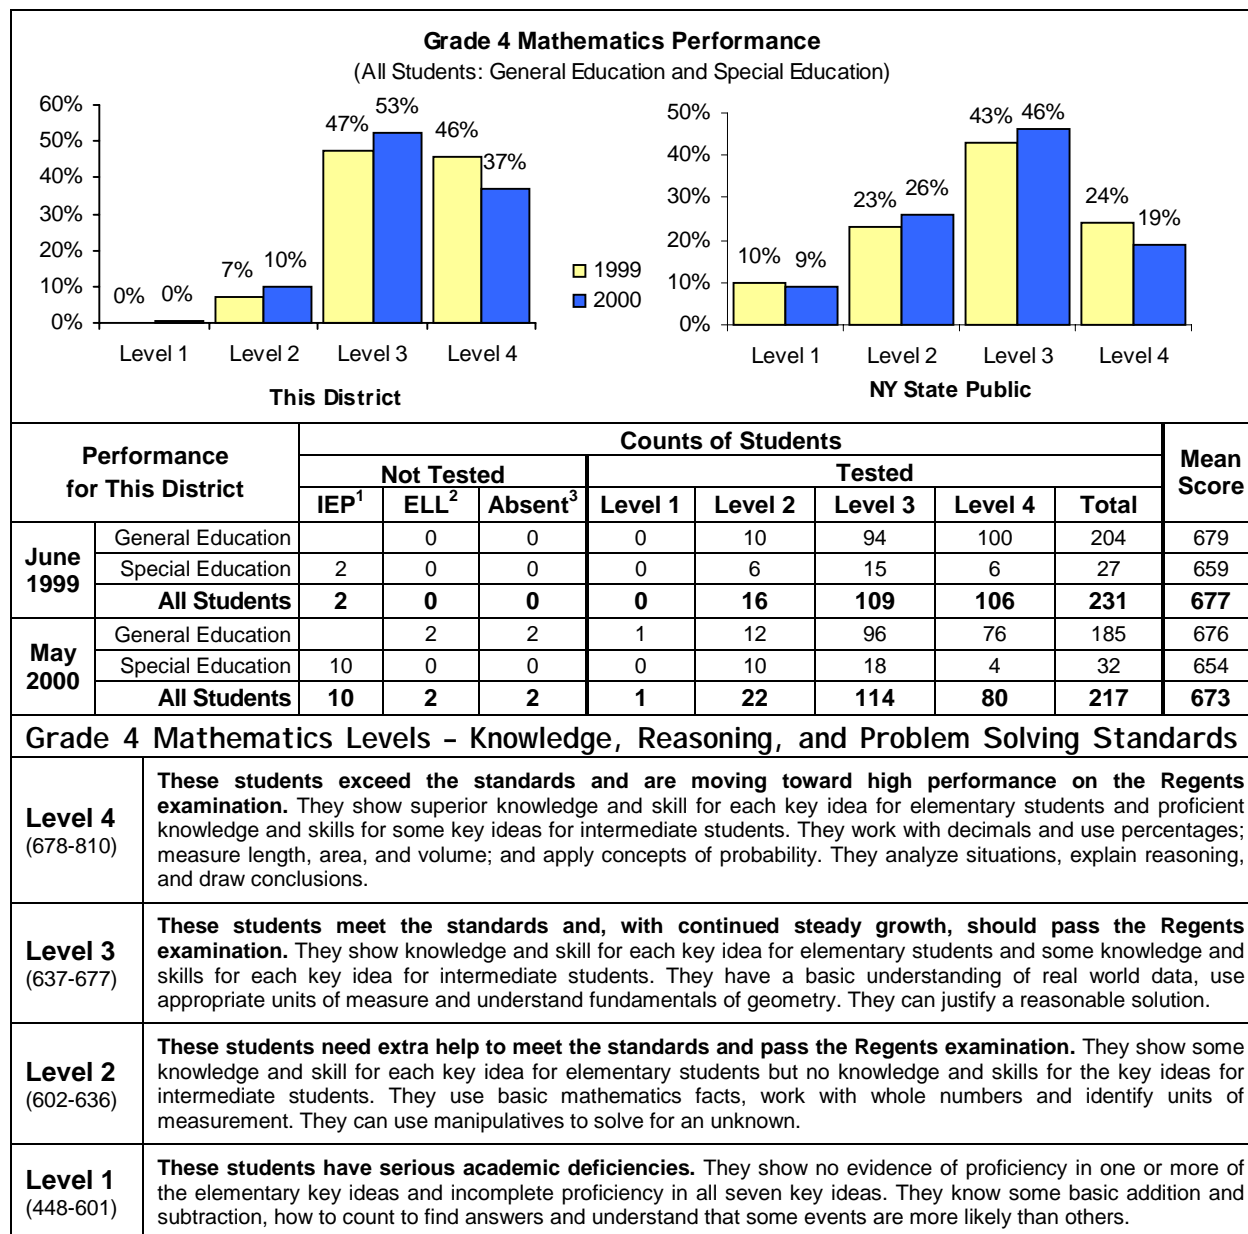 Grade 4 Mathematics Performance
(All Students: General Education and Special Education)
60%
50%
40%
30%
20%
10%
0%
0% 0%
7% 10%
47% 53%
46% 37%
Level 1 Level 2 Level 3 Level 4
This District
1999
2000
50%
40%
30%
20%
10%
0%
10% 9%
23% 26%
43% 46%
24% 19%
Level 1 Level 2 Level 3 Level 4
NY State Public
Performance
for This District
Counts of Students
Mean
Score
Not Tested Tested
IEP1 ELL2 Absent3 Level 1 Level 2 Level 3 Level 4 Total
June
1999
General Education 0 0 0 10 94 100 204 679
Special Education 2 0 0 0 6 15 6 27 659
All Students 2 0 0 0 16 109 106 231 677
May
2000
General Education 2 2 1 12 96 76 185 676
Special Education 10 0 0 0 10 18 4 32 654
All Students 10 2 2 1 22 114 80 217 673
Grade 4 Mathematics Levels – Knowledge, Reasoning, and Problem Solving Standards
Level 4
(678-810)
These students exceed the standards and are moving toward high performance on the Regents
examination. They show superior knowledge and skill for each key idea for elementary students and proficient
knowledge and skills for some key ideas for intermediate students. They work with decimals and use percentages;
measure length, area, and volume; and apply concepts of probability. They analyze situations, explain reasoning,
and draw conclusions.
Level 3
(637-677)
These students meet the standards and, with continued steady growth, should pass the Regents
examination. They show knowledge and skill for each key idea for elementary students and some knowledge and
skills for each key idea for intermediate students. They have a basic understanding of real world data, use
appropriate units of measure and understand fundamentals of geometry. They can justify a reasonable solution.
Level 2
(602-636)
These students need extra help to meet the standards and pass the Regents examination. They show some
knowledge and skill for each key idea for elementary students but no knowledge and skills for the key ideas for
intermediate students. They use basic mathematics facts, work with whole numbers and identify units of
measurement. They can use manipulatives to solve for an unknown.
Level 1
(448-601)
These students have serious academic deficiencies. They show no evidence of proficiency in one or more of
the elementary key ideas and incomplete proficiency in all seven key ideas. They know some basic addition and
subtraction, how to count to find answers and understand that some events are more likely than others.